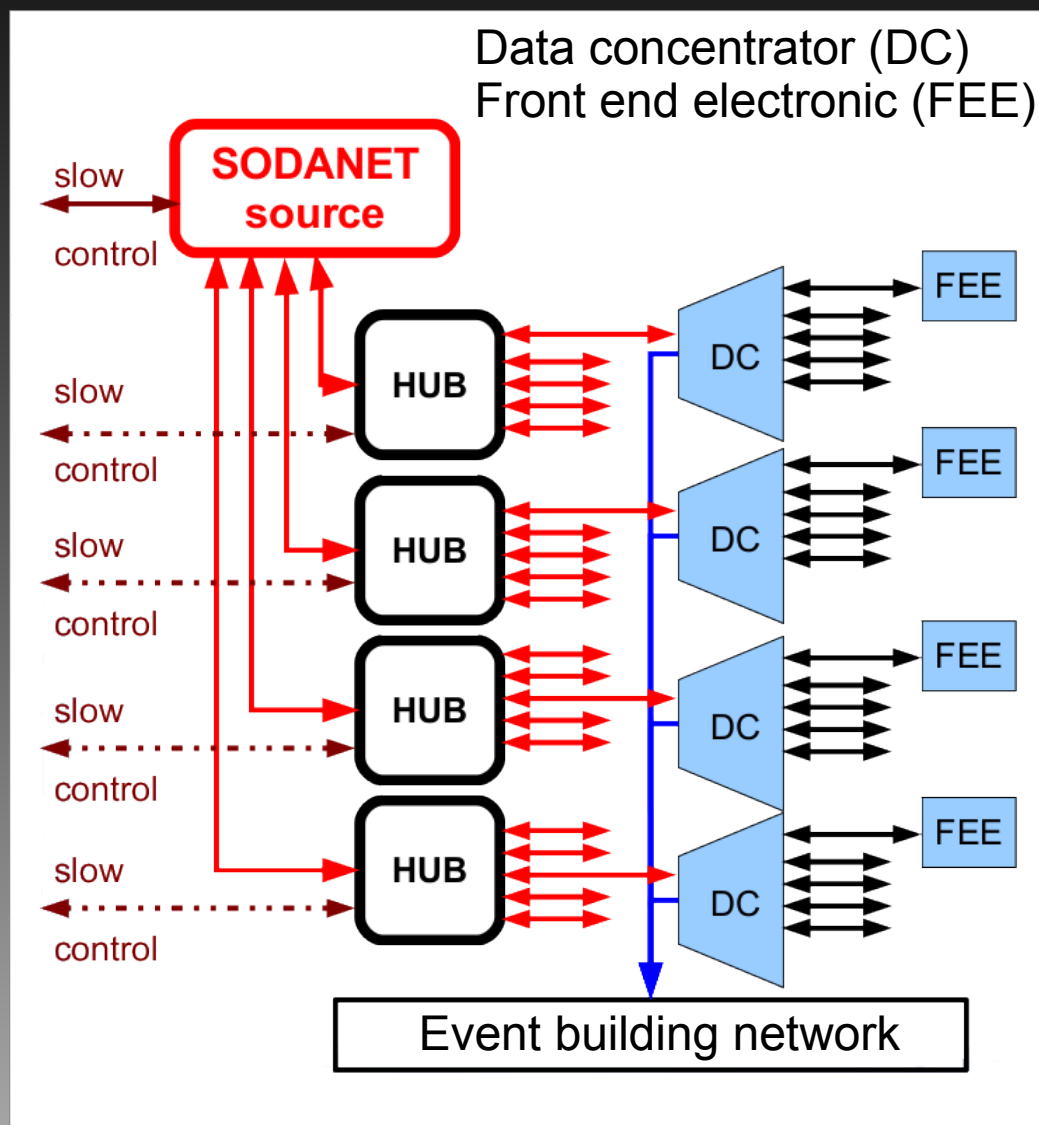 Data concentrator (DC)
Front end electronic (FEE)
SODANET
source
slow
control
FEE
DC
HUB
slow
control
FEE
DC
HUB
slow
control
FEE
DC
HUB
slow
control
FEE
DC
HUB
slow
control
Event building network